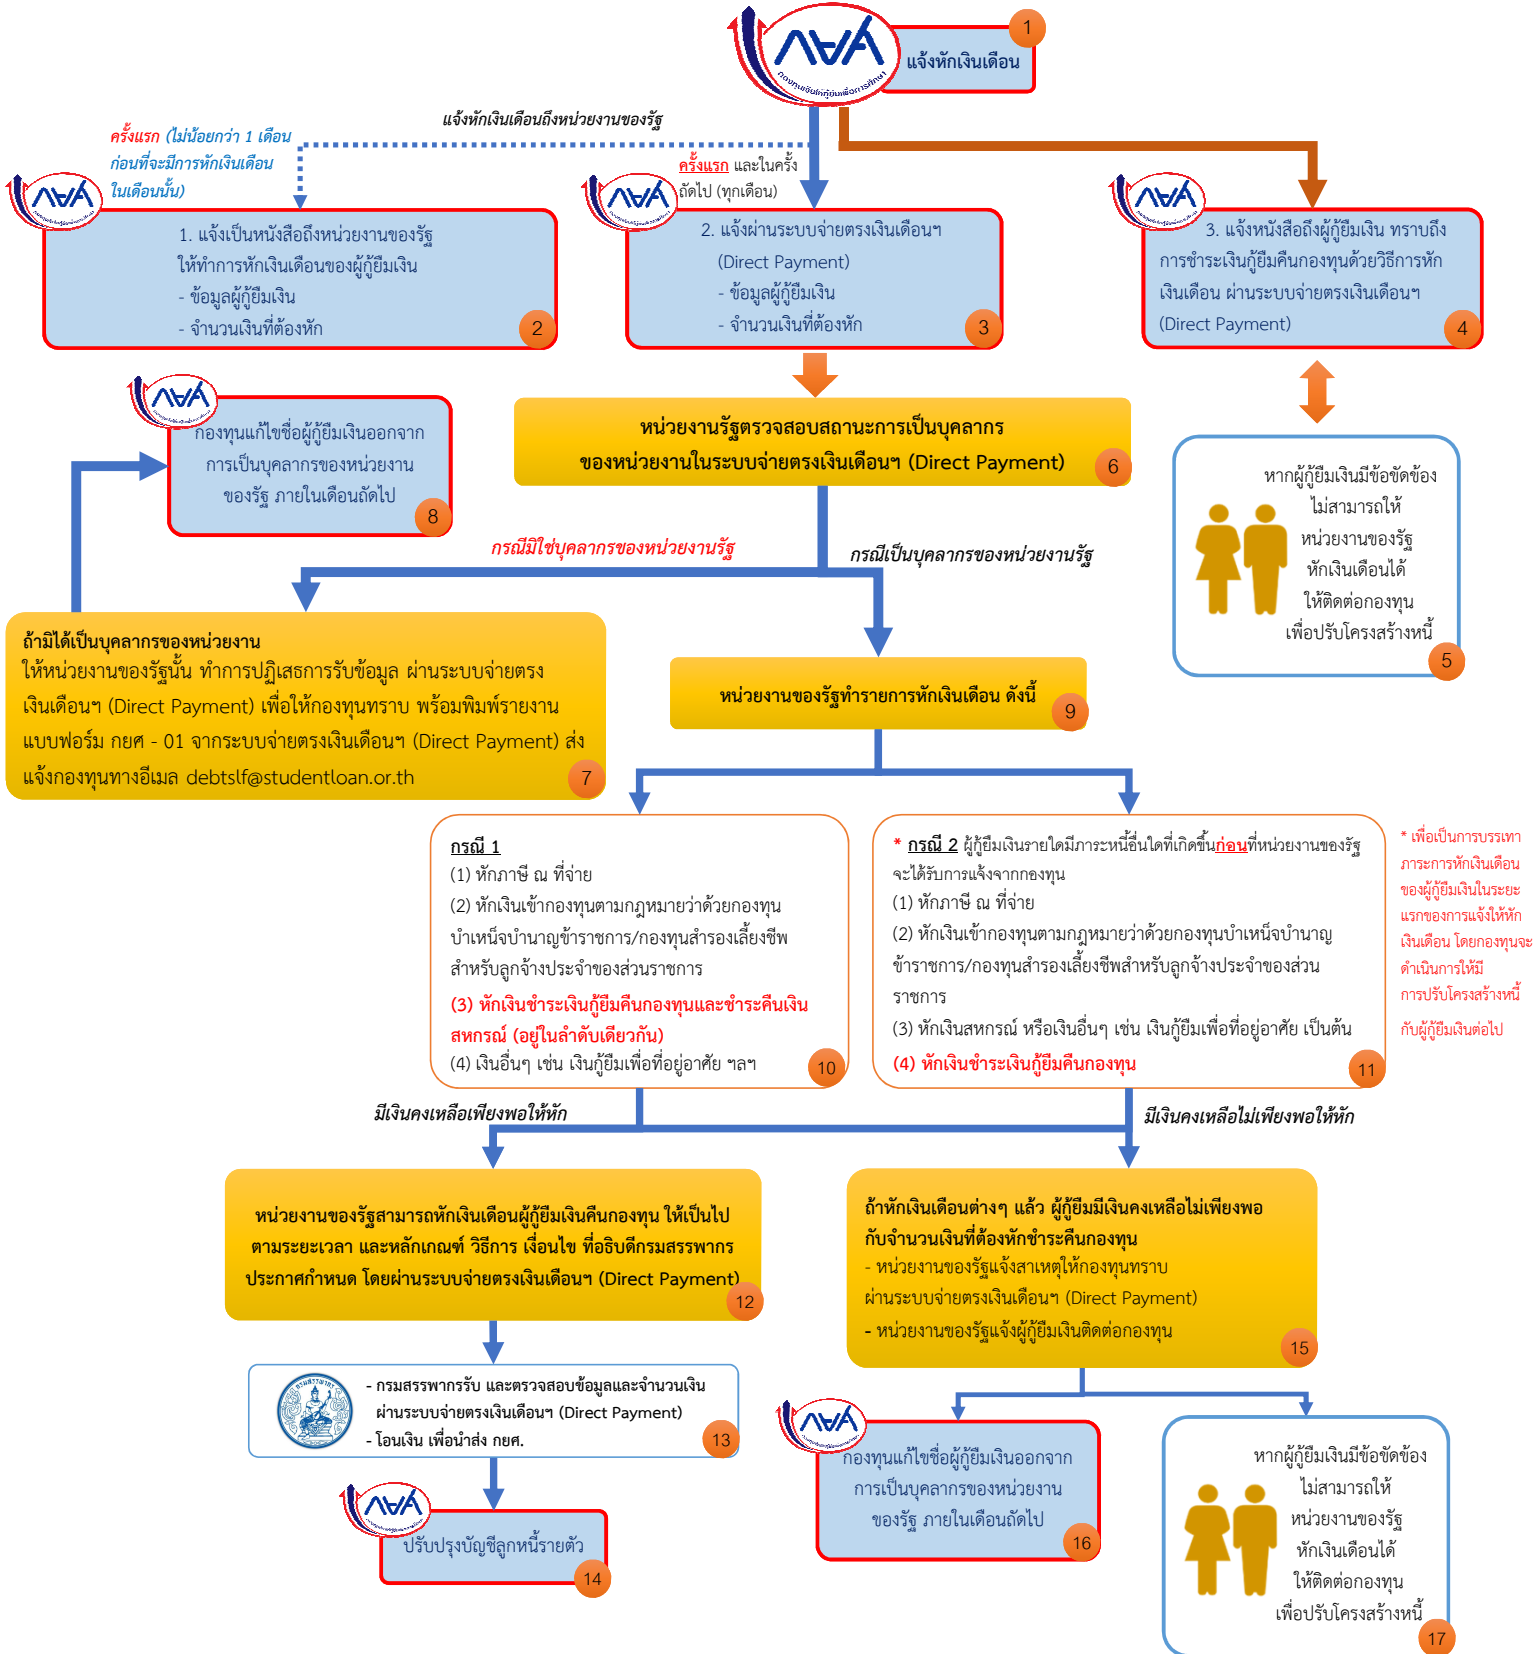 กยศ
กองทุนเงินให้กู้ยืมเพื่อการศึกษา
แจ้งหักเงินเดือน
1
แจ้งหักเงินเดือนถึงหน่วยงานของรัฐ
ครั้งแรก (ไม่น้อยกว่า 1 เดือน
ก่อนที่จะมีการหักเงินเดือน
ในเดือนนั้น)
ครั้งแรก และในครั้ง
ถัดไป (ทุกเดือน)
กยศ
1. แจ้งเป็นหนังสือถึงหน่วยงานของรัฐ
ให้ทำการหักเงินเดือนของผู้กู้ยืมเงิน
- ข้อมูลผู้กู้ยืมเงิน
- จำนวนเงินที่ต้องหัก
2
กยศ
2. แจ้งผ่านระบบจ่ายตรงเงินเดือนฯ
(Direct Payment)
- ข้อมูลผู้กู้ยืมเงิน
- จำนวนเงินที่ต้องหัก
3
กยศ
3. แจ้งหนังสือถึงผู้กู้ยืมเงิน ทราบถึง
การชำระเงินกู้ยืมคืนกองทุนด้วยวิธีการหัก
เงินเดือน ผ่านระบบจ่ายตรงเงินเดือนฯ
(Direct Payment)
4
กยศ
กองทุนแก้ไขชื่อผู้กู้ยืมเงินออกจาก
การเป็นบุคลากรของหน่วยงาน
ของรัฐ ภายในเดือนถัดไป
8
หน่วยงานรัฐตรวจสอบสถานะการเป็นบุคลากร
ของหน่วยงานในระบบจ่ายตรงเงินเดือนฯ (Direct Payment)
6
หากผู้กู้ยืมเงินมีข้อขัดข้อง
ไม่สามารถให้
หน่วยงานของรัฐ
หักเงินเดือนได้
ให้ติดต่อกองทุน
เพื่อปรับโครงสร้างหนี้
5
กรณีมิใช่บุคลากรของหน่วยงานรัฐ
กรณีเป็นบุคลากรของหน่วยงานรัฐ
ถ้ามิได้เป็นบุคลากรของหน่วยงาน
ให้หน่วยงานของรัฐนั้น ทำการปฏิเสธการรับข้อมูล ผ่านระบบจ่ายตรง
เงินเดือนฯ (Direct Payment) เพื่อให้กองทุนทราบ พร้อมพิมพ์รายงาน
แบบฟอร์ม กยศ - 01 จากระบบจ่ายตรงเงินเดือนฯ (Direct Payment) ส่ง
แจ้งกองทุนทางอีเมล debtslf@studentloan.or.th
7
หน่วยงานของรัฐทำรายการหักเงินเดือน ดังนี้
9
กรณี 1
(1) หักภาษี ณ ที่จ่าย
(2) หักเงินเข้ากองทุนตามกฎหมายว่าด้วยกองทุน
บำเหน็จบำนาญข้าราชการ/กองทุนสำรองเลี้ยงชีพ
สำหรับลูกจ้างประจำของส่วนราชการ
(3) หักเงินชำระเงินกู้ยืมคืนกองทุนและชำระคืนเงิน
สหกรณ์ (อยู่ในลำดับเดียวกัน)
(4) เงินอื่นๆ เช่น เงินกู้ยืมเพื่อที่อยู่อาศัย ฯลฯ
10
* กรณี 2 ผู้กู้ยืมเงินรายใดมีภาระหนี้อื่นใดที่เกิดขึ้นก่อนที่หน่วยงานของรัฐ
จะได้รับการแจ้งจากกองทุน
(1) หักภาษี ณ ที่จ่าย
(2) หักเงินเข้ากองทุนตามกฎหมายว่าด้วยกองทุนบำเหน็จบำนาญ
ข้าราชการ/กองทุนสำรองเลี้ยงชีพสำหรับลูกจ้างประจำของส่วน
ราชการ
(3) หักเงินสหกรณ์ หรือเงินอื่นๆ เช่น เงินกู้ยืมเพื่อที่อยู่อาศัย เป็นต้น
(4) หักเงินชำระเงินกู้ยืมคืนกองทุน
11
* เพื่อเป็นการบรรเทา
ภาระการหักเงินเดือน
ของผู้กู้ยืมเงินในระยะ
แรกของการแจ้งให้หัก
เงินเดือน โดยกองทุนจะ
ดำเนินการให้มี
การปรับโครงสร้างหนี้
กับผู้กู้ยืมเงินต่อไป
มีเงินคงเหลือเพียงพอให้หัก
มีเงินคงเหลือไม่เพียงพอให้หัก
หน่วยงานของรัฐสามารถหักเงินเดือนผู้กู้ยืมเงินคืนกองทุน ให้เป็นไป
ตามระยะเวลา และหลักเกณฑ์ วิธีการ เงื่อนไข ที่อธิบดีกรมสรรพากร
ประกาศกำหนด โดยผ่านระบบจ่ายตรงเงินเดือนฯ (Direct Payment)
12
ถ้าหักเงินเดือนต่างๆ แล้ว ผู้กู้ยืมมีเงินคงเหลือไม่เพียงพอ
กับจำนวนเงินที่ต้องหักชำระคืนกองทุน
- หน่วยงานของรัฐแจ้งสาเหตุให้กองทุนทราบ
ผ่านระบบจ่ายตรงเงินเดือนฯ (Direct Payment)
- หน่วยงานของรัฐแจ้งผู้กู้ยืมเงินติดต่อกองทุน
15
กรมสรรพากร
- กรมสรรพากรรับ และตรวจสอบข้อมูลและจำนวนเงิน
ผ่านระบบจ่ายตรงเงินเดือนฯ (Direct Payment)
- โอนเงิน เพื่อนำส่ง กยศ.
13
กยศ
ปรับปรุงบัญชีลูกหนี้รายตัว
14
กยศ
กองทุนแก้ไขชื่อผู้กู้ยืมเงินออกจาก
การเป็นบุคลากรของหน่วยงาน
ของรัฐ ภายในเดือนถัดไป
16
หากผู้กู้ยืมเงินมีข้อขัดข้อง
ไม่สามารถให้
หน่วยงานของรัฐ
หักเงินเดือนได้
ให้ติดต่อกองทุน
เพื่อปรับโครงสร้างหนี้
17